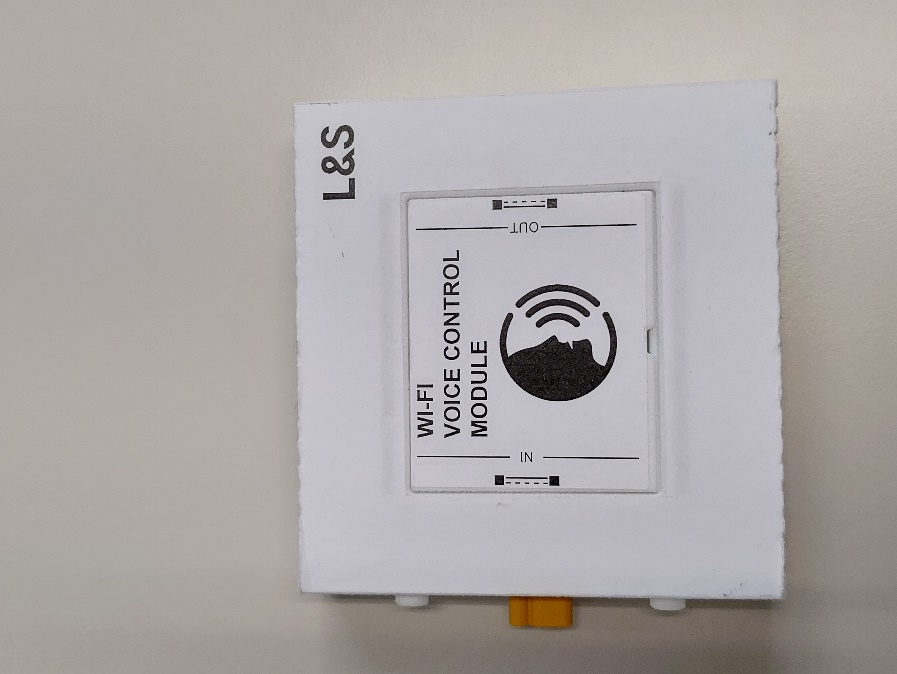 L&S
WI-FI
VOICE CONTROL
MODULE
OUT
IN